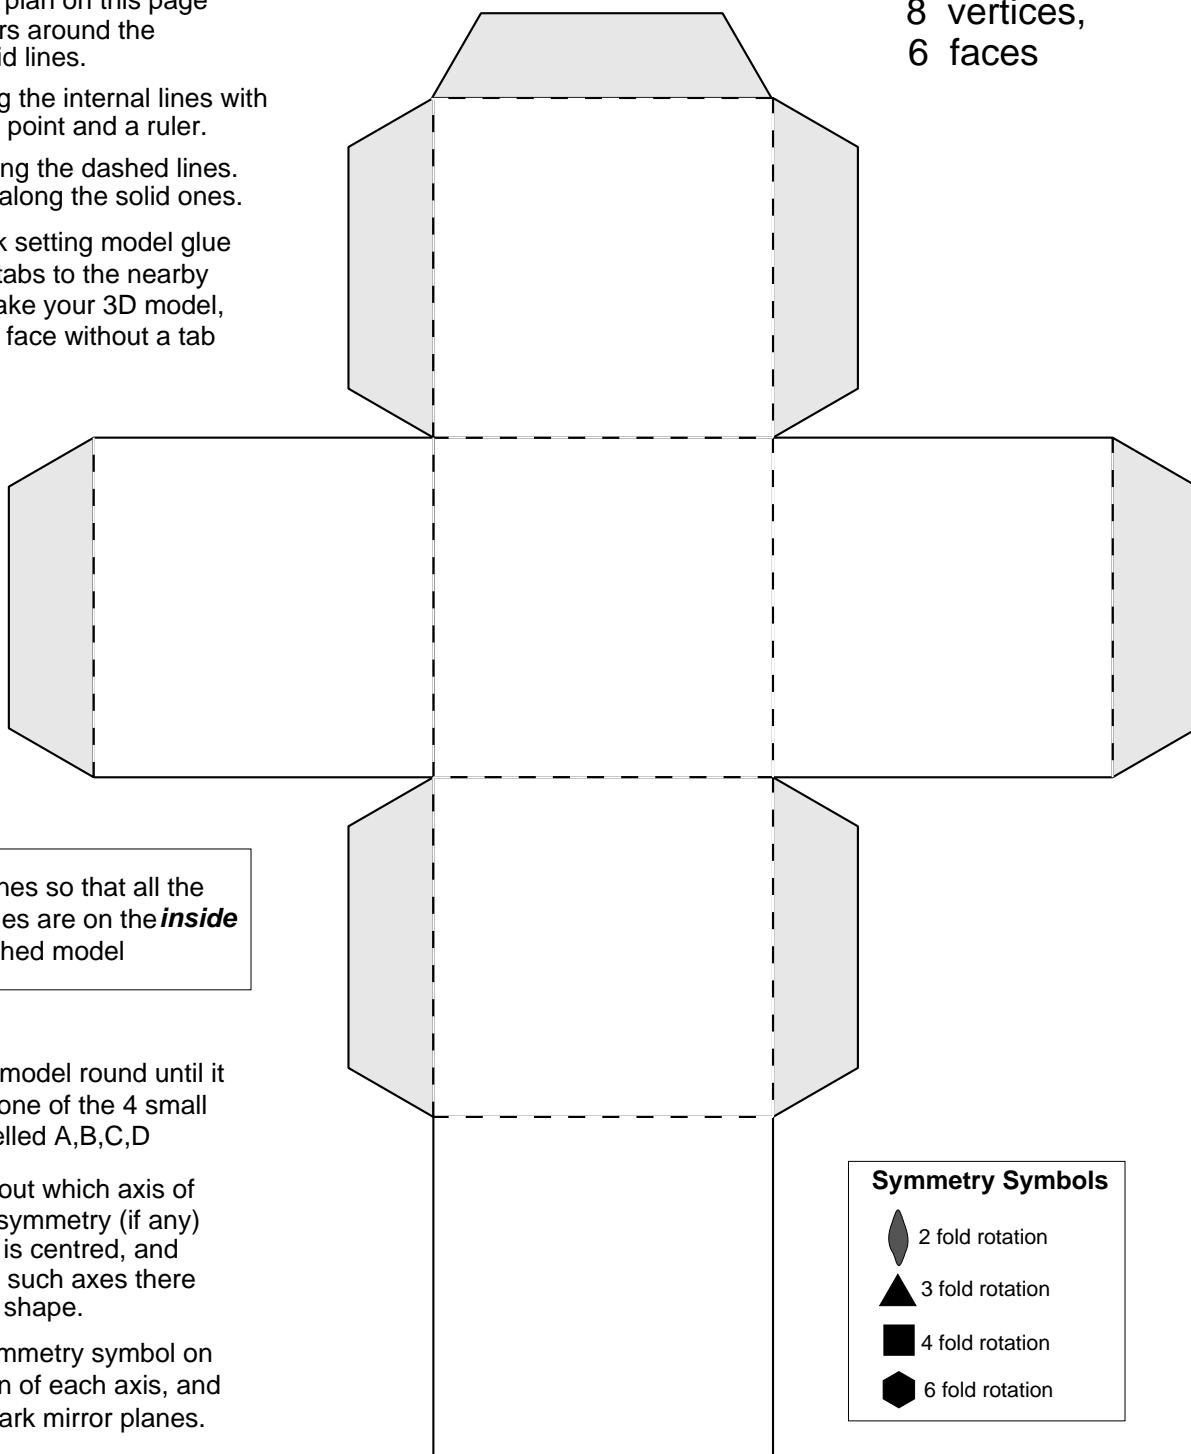 plan on this page
rs around the
id lines.
g the internal lines with
point and a ruler.
ng the dashed lines.
along the solid ones.
k setting model glue
tabs to the nearby
ake your 3D model,
face without a tab
8 vertices,
6 faces
nes so that all the
es are on the inside
hed model
model round until it
one of the 4 small
elled A,B,C,D
out which axis of
symmetry (if any)
is centred, and
such axes there
shape.
mmetry symbol on
n of each axis, and
ark mirror planes.
Symmetry Symbols
2 fold rotation
3 fold rotation
4 fold rotation
6 fold rotation